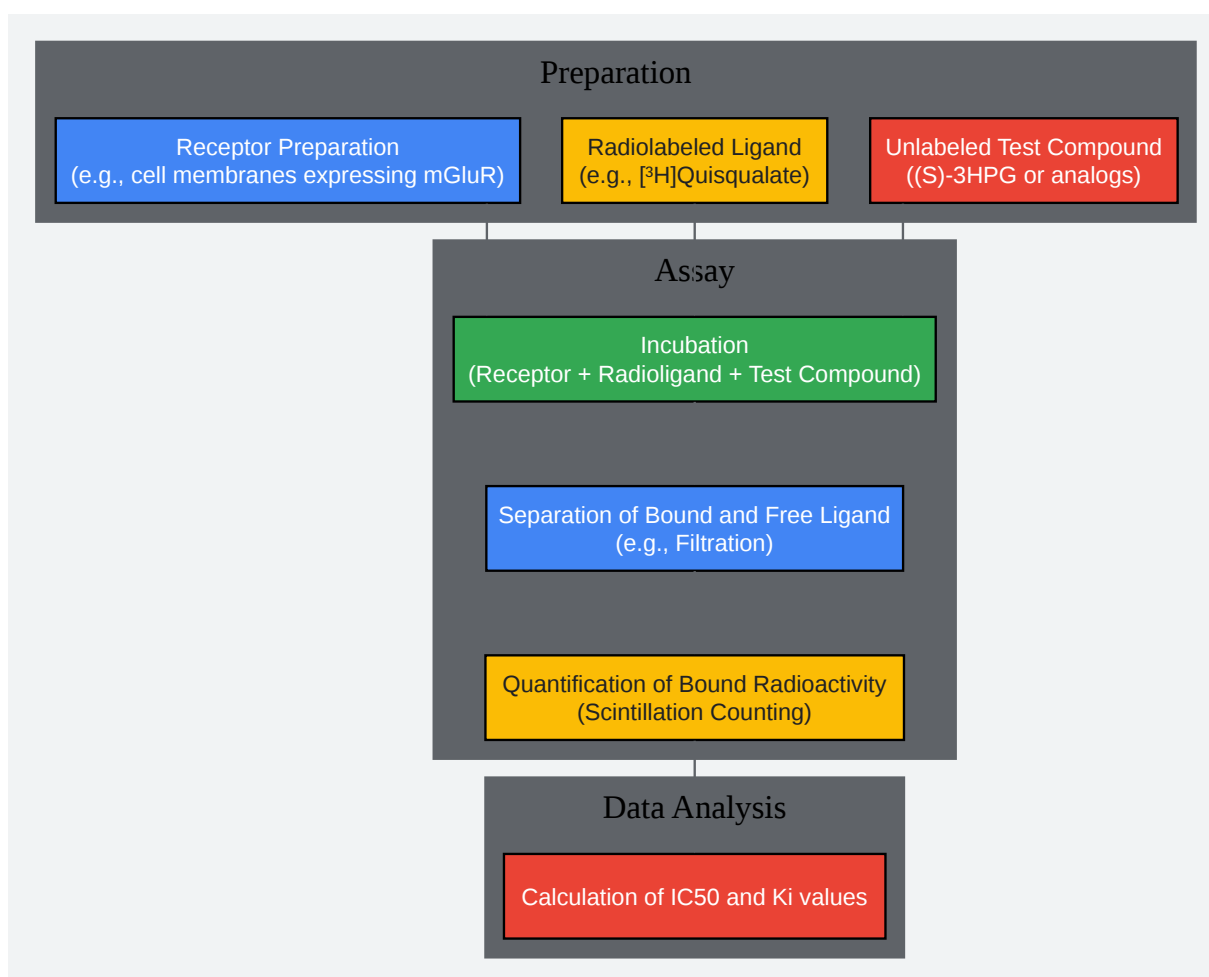 Preparation
Receptor Preparation
(e.g., cell membranes expressing mGluR)
Radiolabeled Ligand
(e.g., [³H]Quisqualate)
Unlabeled Test Compound
((S)-3HPG or analogs)
Assay
Incubation
(Receptor + Radioligand + Test Compound)
Separation of Bound and Free Ligand
(e.g., Filtration)
Quantification of Bound Radioactivity
(Scintillation Counting)
Data Analysis
Calculation of IC50 and Ki values